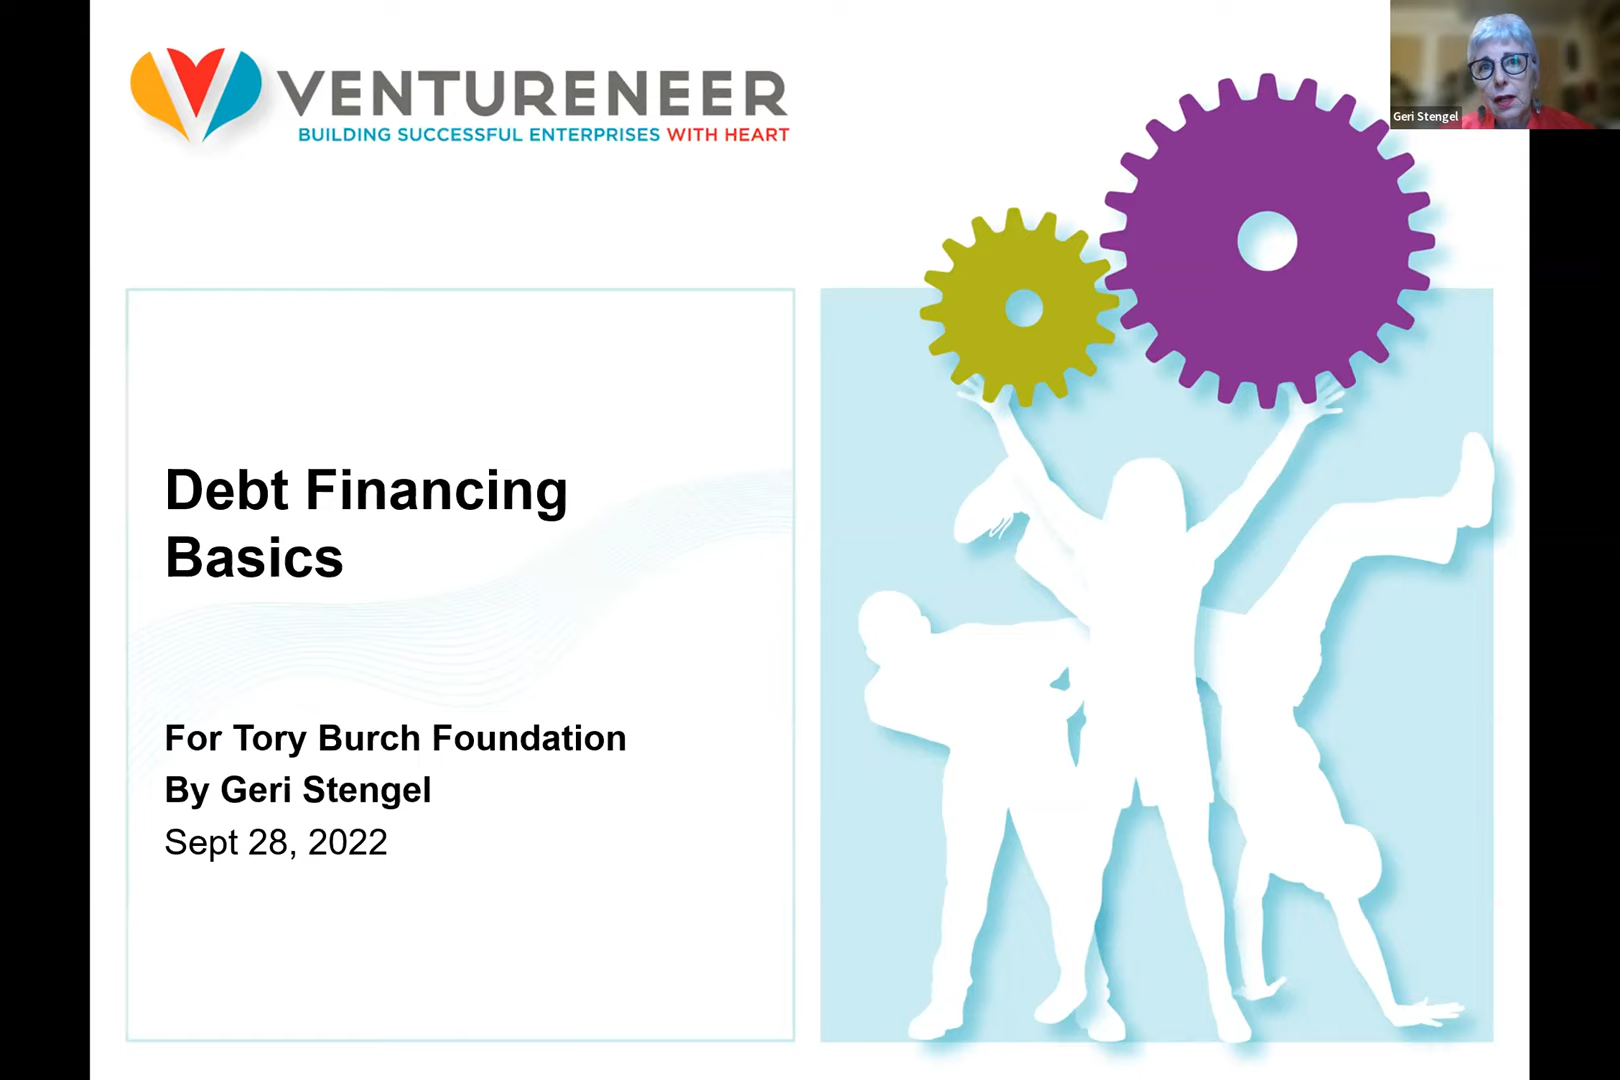 VENTURENEER
BUILDING SUCCESSFUL ENTERPRISES WITH HEART
Geri Stengel
Debt Financing
Basics
For Tory Burch Foundation
By Geri Stengel
Sept 28, 2022